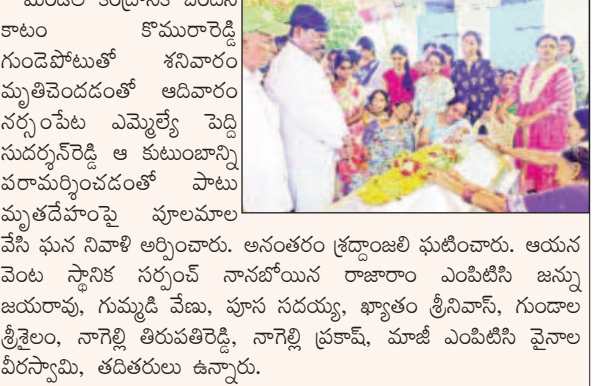 మండల కేంద్రానికి చెందిన
కాటం కొమురారెడ్డి
గుండెపోటుతో శనివారం
మృతిచెందడంతో ఆదివారం
నర్సంపేట ఎమ్మెల్యే పెద్ది
సుదర్శన్‌రెడ్డి ఆ కుటుంబాన్ని
పరామర్శించడంతో పాటు
మృతదేహంపై పూలమాల
వేసి ఘన నివాళి అర్పించారు. అనంతరం శ్రద్దాంజలి ఘటించారు. ఆయన
వెంట స్థానిక సర్పంచ్ నానబోయిన రాజారాం ఎంపిటిసి జన్ను
జయరావు, గుమ్మడి వేణు, పూస సదయ్య, ఖ్యాతం శ్రీనివాస్, గుండాల
శ్రీశైలం, నాగెల్లి తిరుపతిరెడ్డి, నాగెల్లి ప్రకాష్, మాజీ ఎంపిటిసి వైనాల
వీరస్వామి, తదితరులు ఉన్నారు.